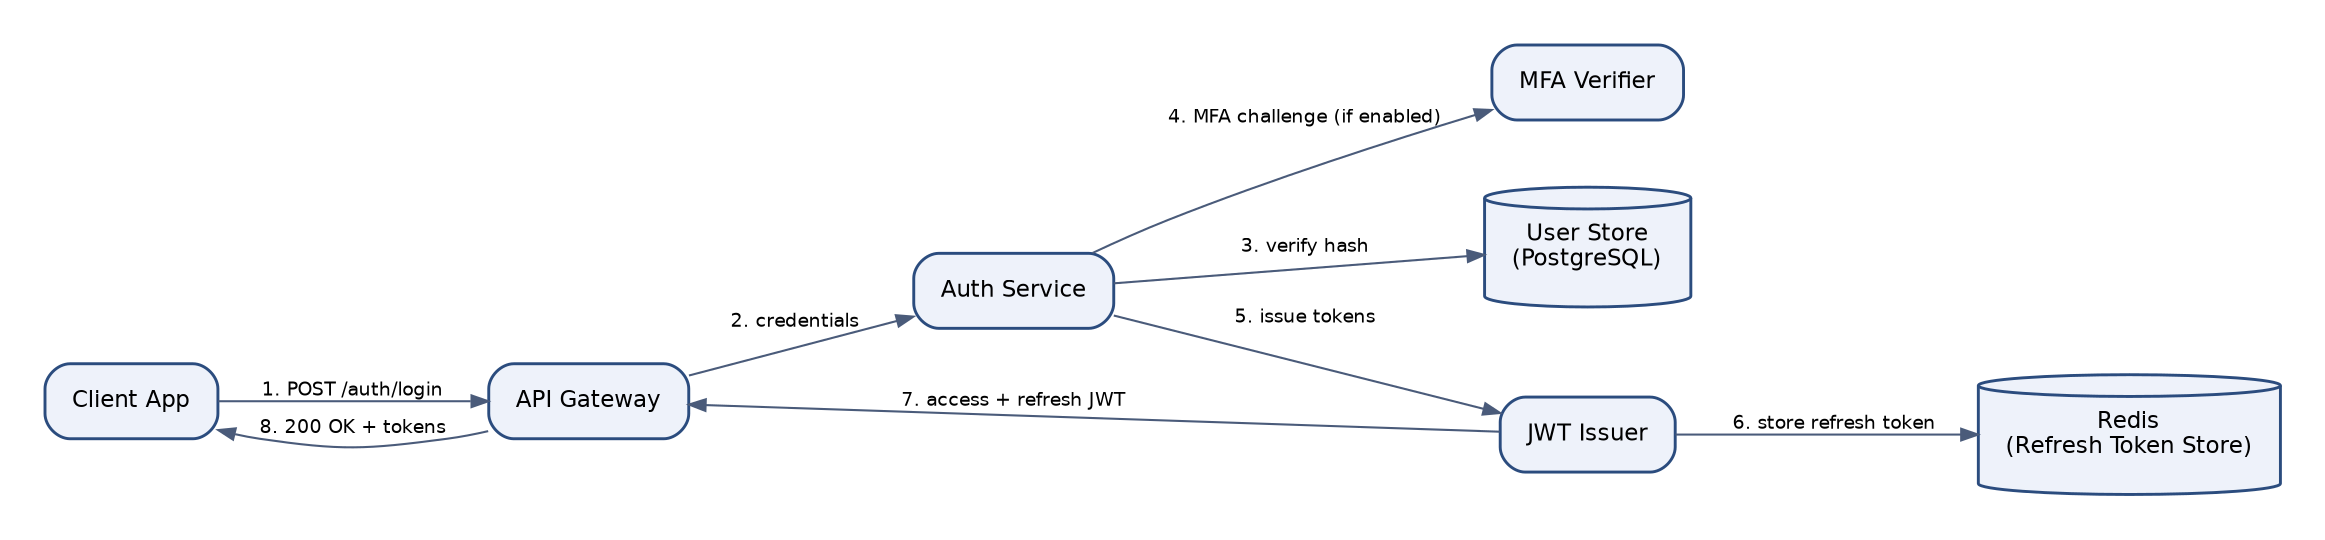 MFA Verifier
4. MFA challenge (if enabled)
User Store
(PostgreSQL)
3. verify hash
Auth Service
5. issue tokens
2. credentials
Client App
1. POST /auth/login
8. 200 OK + tokens
API Gateway
7. access + refresh JWT
JWT Issuer
6. store refresh token
Redis
(Refresh Token Store)